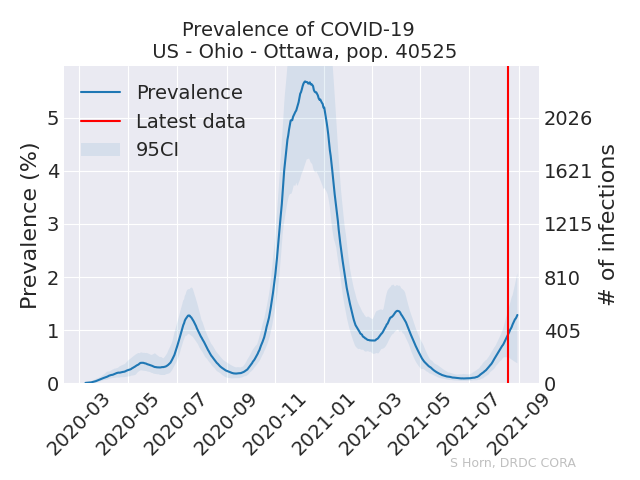 Prevalence of COVID-19
US - Ohio - Ottawa, pop. 40525
Prevalence
Latest data
95CI
Prevalence (%)
5
4
3
2
1
0
2026
1621
1215
810
405
0
# of infections
2020-03
2020-05
2020-07
2020-09
2020-11
2021-01
2021-03
2021-05
2021-07
2021-09
S Horn, DRDC CORA